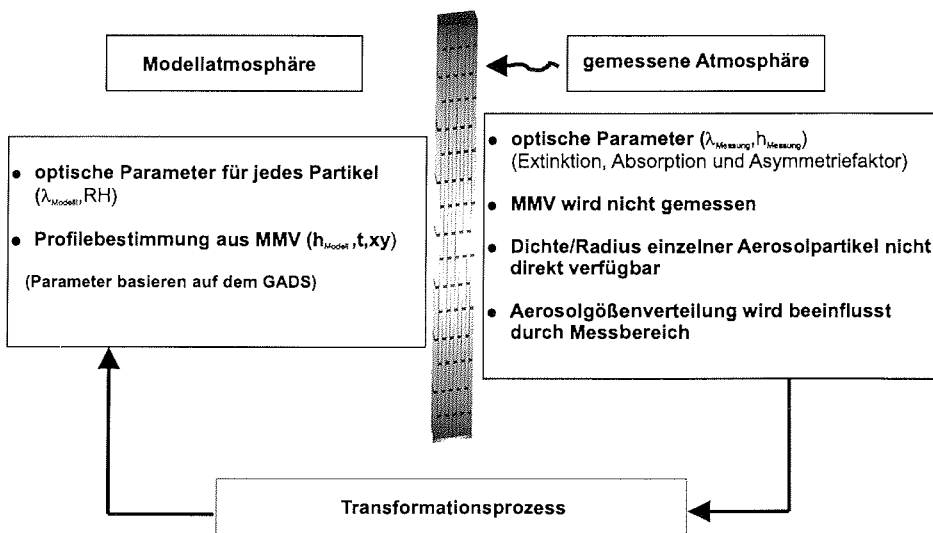 Modellatmosphäre
gemessene Atmosphäre
• optische Parameter für jedes Partikel
(λModell,RH)
• Profilebestimmung aus MMV (hModell,t,xy)
(Parameter basieren auf dem GADS)
• optische Parameter (λMessung,hMessung)
(Extinktion, Absorption und Asymmetriefaktor)
• MMV wird nicht gemessen
• Dichte/Radius einzelner Aerosolpartikel nicht
direkt verfügbar
• Aerosolgößenverteilung wird beeinflusst
durch Messbereich
Transformationsprozess